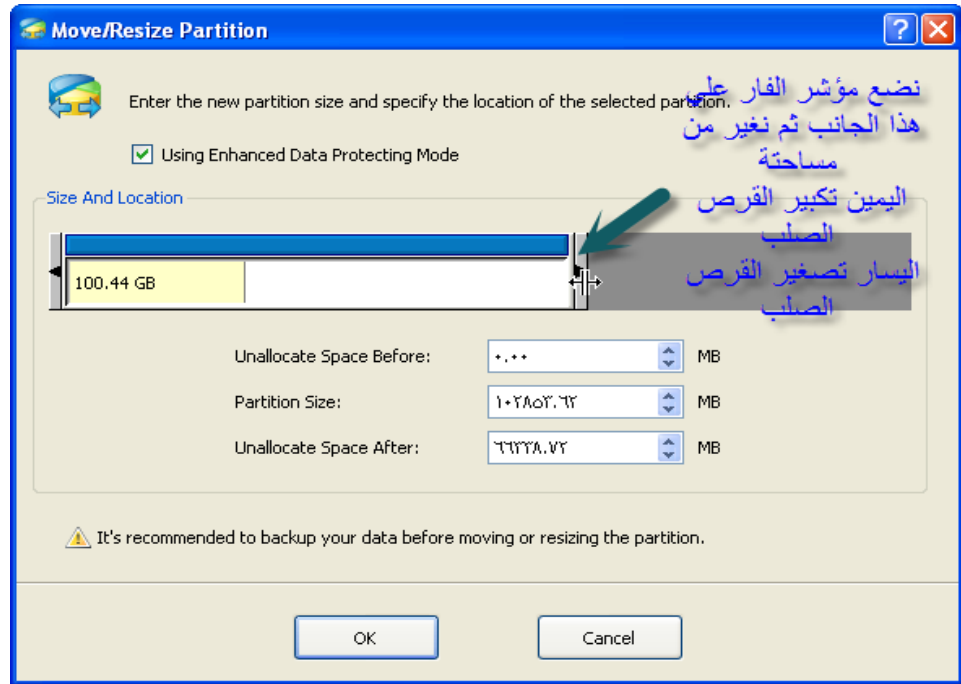 Move/Resize Partition
Enter the new partition size and specify the location of the selected partition.
Using Enhanced Data Protecting Mode
نضع مؤشر الفار علي
هذا الجانب ثم نغير من
مساحتة
اليمين تكبير القرص
الصلب
اليسار تصغير القرص
الصلب
Size And Location
100.44 GB
Unallocate Space Before: ٠.٠٠ MB
Partition Size: ١٠٢٨٥٣.٦٢ MB
Unallocate Space After: ٦٦٢٣٨.٧٢ MB
It's recommended to backup your data before moving or resizing the partition.
OK
Cancel